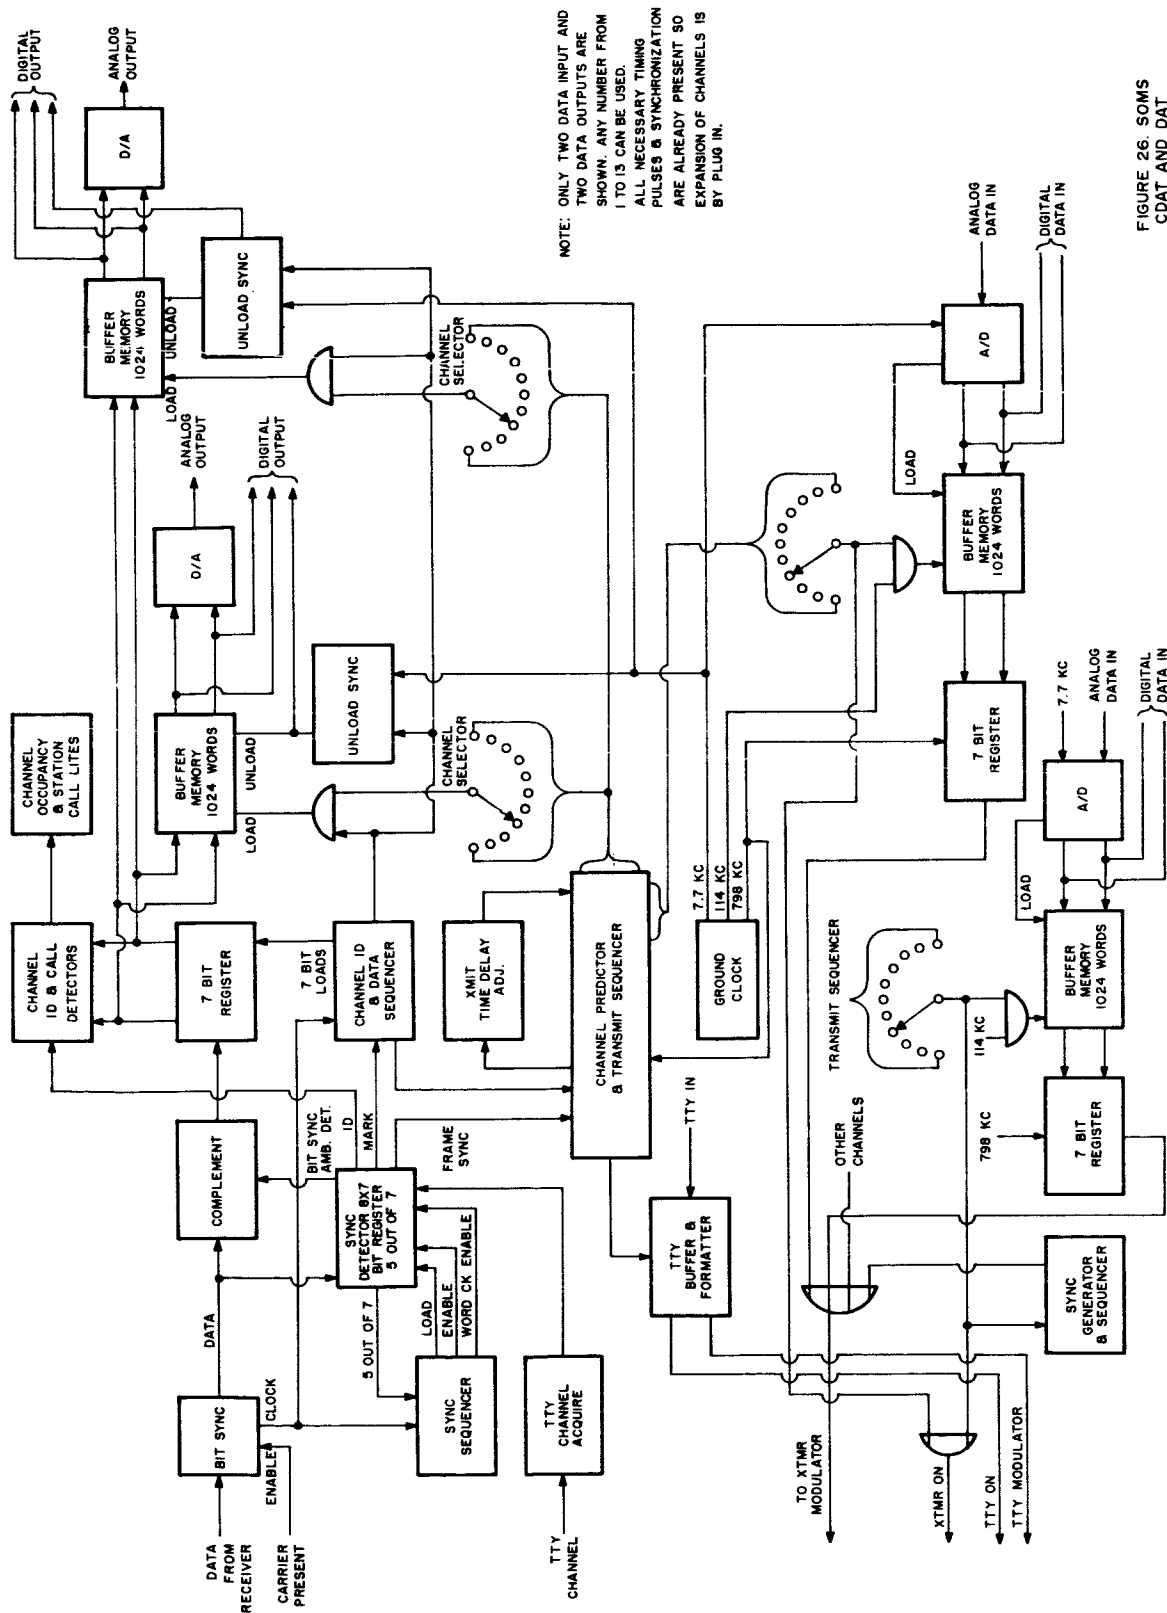 DATA
FROM
RECEIVER
CARRIER
PRESENT
ENABLE
BIT SYNC
CLOCK
DATA
COMPLEMENT
BIT SYNC
AMB. DET.
7 BIT
REGISTER
CHANNEL
ID & CALL
DETECTORS
CHANNEL
OCCUPANCY
& STATION
CALL LITES
5 OUT OF 7
SYNC
DETECTOR 8X7
BIT REGISTER
5 OUT OF 7
ID
MARK
FRAME
SYNC
LOAD
ENABLE
WORD CK ENABLE
SYNC
SEQUENCER
TTY
CHANNEL
TTY
CHANNEL
ACQUIRE
7 BIT
LOADS
CHANNEL ID
& DATA
SEQUENCER
XMIT
TIME DELAY
ADJ.
CHANNEL PREDICTOR
& TRANSMIT SEQUENCER
BUFFER
MEMORY
1024 WORDS
LOAD
UNLOAD
UNLOAD SYNC
CHANNEL
SELECTOR
D/A
ANALOG
OUTPUT
DIGITAL
OUTPUT
BUFFER
MEMORY
1024 WORDS
LOAD
UNLOAD
UNLOAD SYNC
CHANNEL
SELECTOR
D/A
DIGITAL
OUTPUT
ANALOG
OUTPUT
NOTE: ONLY TWO DATA INPUT AND
TWO DATA OUTPUTS ARE
SHOWN. ANY NUMBER FROM
1 TO 13 CAN BE USED.
ALL NECESSARY TIMING
PULSES & SYNCHRONIZATION
ARE ALREADY PRESENT SO
EXPANSION OF CHANNELS IS
BY PLUG IN.
GROUND
CLOCK
7.7 KC
114 KC
798 KC
TTY IN
TTY
BUFFER &
FORMATTER
OTHER
CHANNELS
TO XTMR
MODULATOR
XTMR ON
TTY ON
TTY MODULATOR
SYNC
GENERATOR
& SEQUENCER
TRANSMIT SEQUENCER
114 KC
798 KC
7 BIT
REGISTER
BUFFER
MEMORY
1024 WORDS
LOAD
A/D
7.7 KC
ANALOG
DATA IN
DIGITAL
DATA IN
7 BIT
REGISTER
BUFFER
MEMORY
1024 WORDS
LOAD
A/D
ANALOG
DATA IN
DIGITAL
DATA IN
FIGURE 26. SOMS
CDAT AND DAT